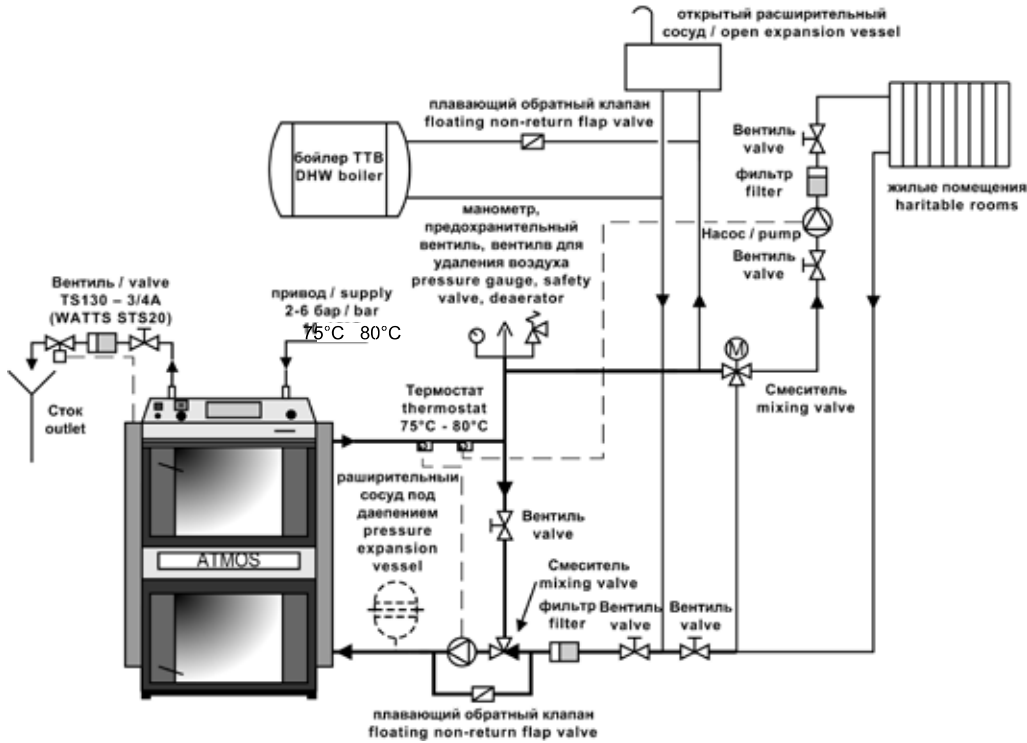 открытый расширительный
сосуд / open expansion vessel
плавающий обратный клапан
floating non-return flap valve
Вентиль
valve
фильтр
filter
жилые помещения
haritable rooms
бойлер ТТВ
DHW boiler
манометр,
предохранительный
вентиль, вентилв для
удаления воздуха
pressure gauge, safety
valve, deaerator
Насос / pump
Вентиль
valve
Вентиль / valve
TS130 – 3/4A
(WATTS STS20)
привод / supply
2-6 бар / bar
75°C 80°C
M
Сток
outlet
Термостат
thermostat
75°C - 80°C
Смеситель
mixing valve
раширительный
сосуд под
даепением
pressure
expansion
vessel
Вентиль
valve
ATMOS
Смеситель
mixing valve
фильтр
filter
Вентиль
valve
Вентиль
valve
плавающий обратный клапан
floating non-return flap valve